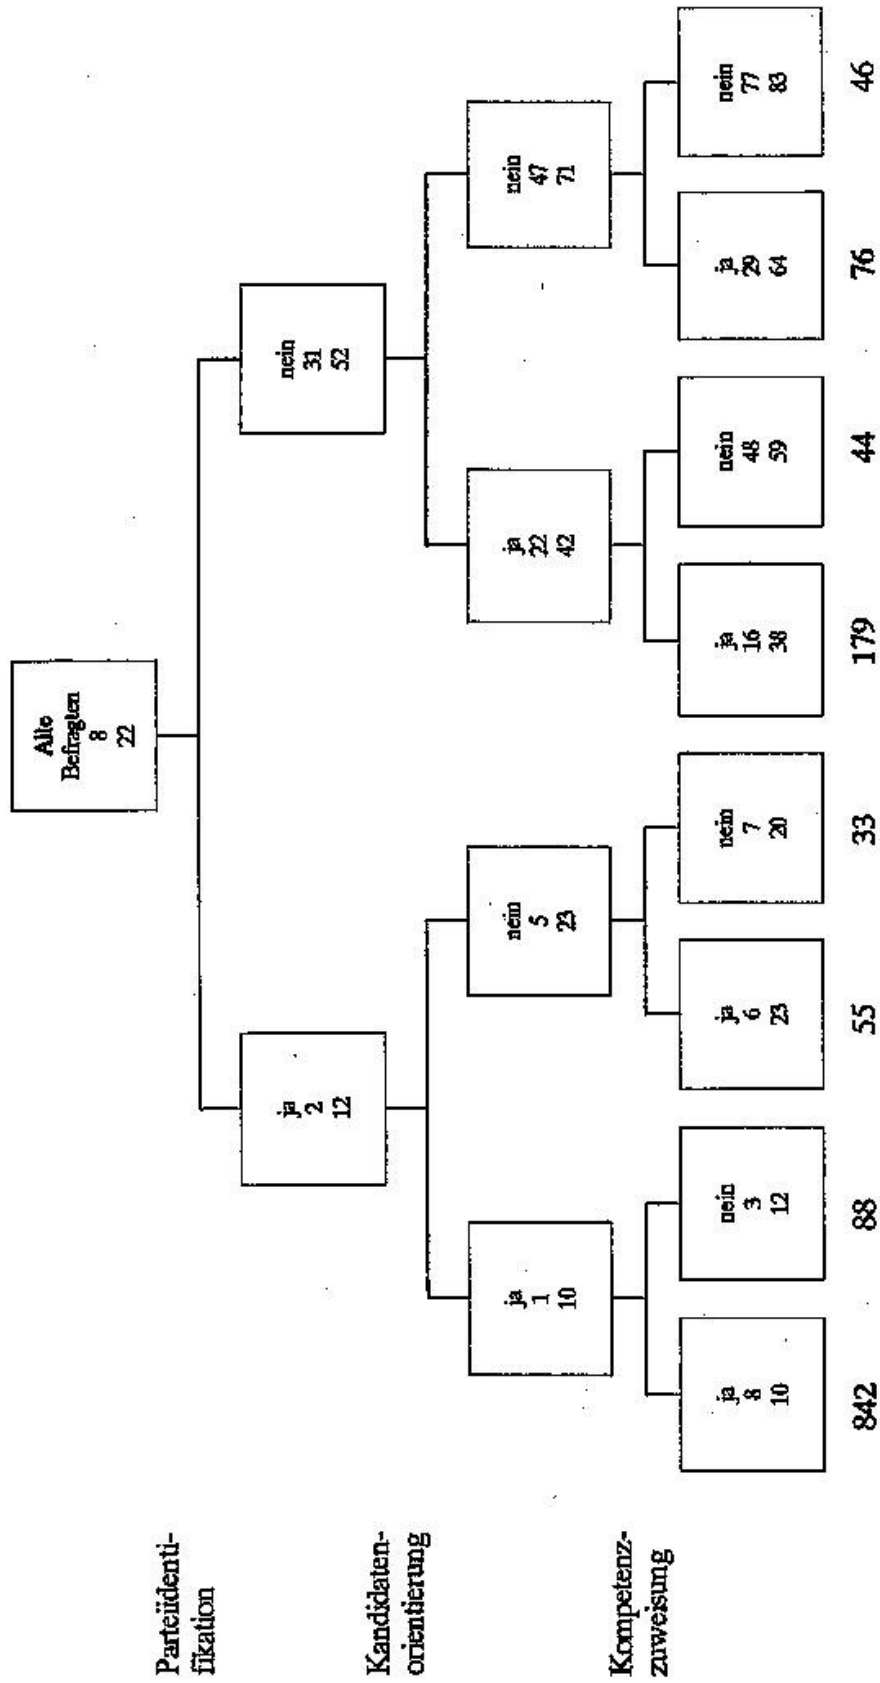 Alle
Befragten
8
22
Parteiidenti-
fikation
ja
2
12
nein
31
52
Kandidaten-
orientierung
ja
1
10
nein
5
23
ja
22
42
nein
47
71
Kompetenz-
zuweisung
ja
8
10
nein
3
12
ja
6
23
nein
7
20
ja
16
38
nein
48
59
ja
29
64
nein
77
83
842
88
55
33
179
44
76
46